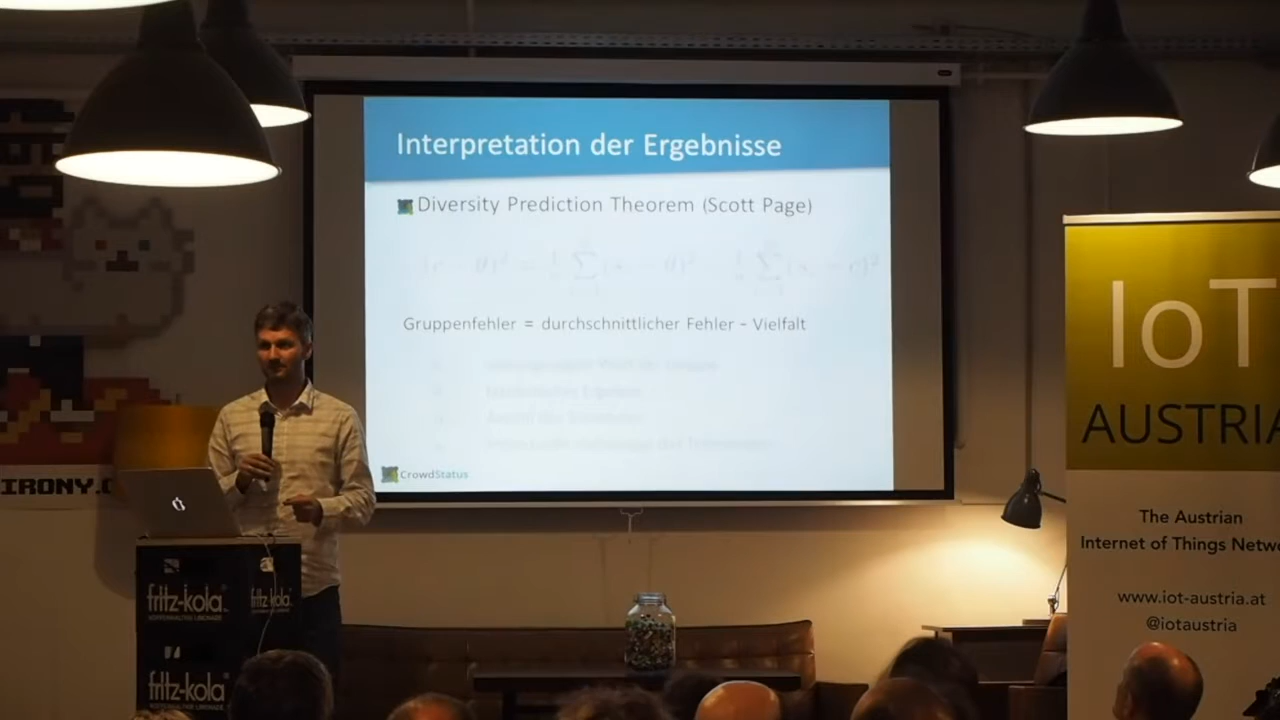 Interpretation der Ergebnisse
Diversity Prediction Theorem (Scott Page)
Gruppenfehler = durchschnittlicher Fehler – Vielfalt
CrowdStatus
IRONY.
fritz-kola
fritz-kola
fritz-kola
IoT
AUSTRIA
The Austrian
Internet of Things Netw
www.iot-austria.at
@iotaustria